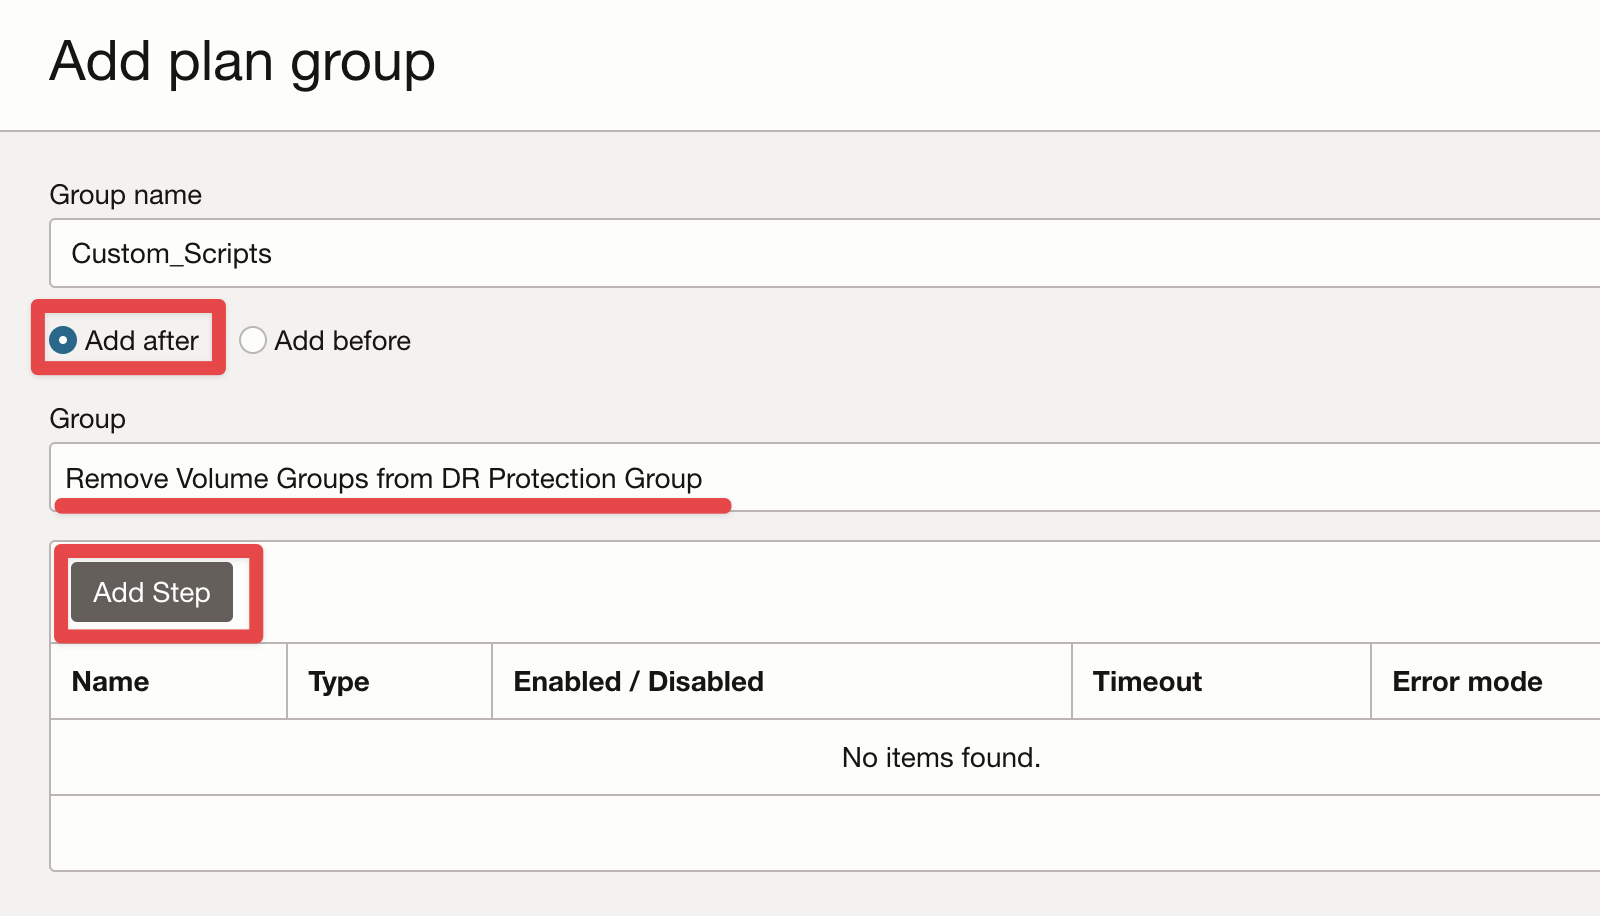 Add plan group
Group name
Custom_Scripts
Add after Add before
Group
Remove Volume Groups from DR Protection Group
Add Step
Name Type Enabled / Disabled Timeout Error mode
No items found.